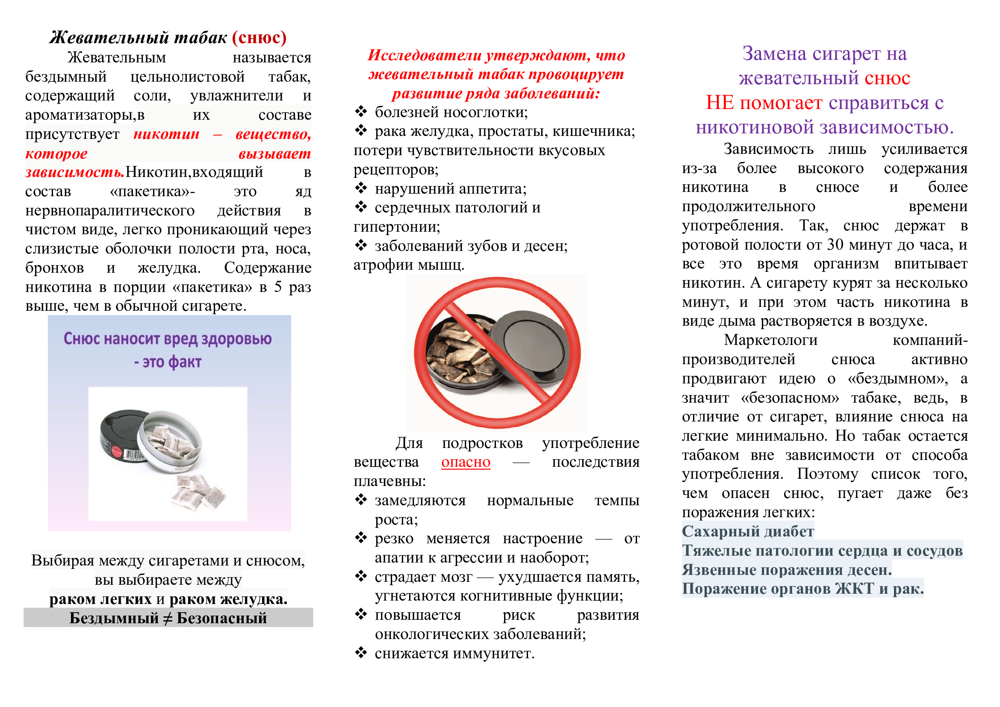 Жевательный табак (снюс)
Жевательным называется
бездымный цельнолистовой табак,
содержащий соли, увлажнители и
ароматизаторы,в их составе
присутствует никотин – вещество,
которое вызывает
зависимость.Никотин,входящий в
состав «пакетика»- это яд
нервнопаралитического действия в
чистом виде, легко проникающий через
слизистые оболочки полости рта, носа,
бронхов и желудка. Содержание
никотина в порции «пакетика» в 5 раз
выше, чем в обычной сигарете.
Снюс наносит вред здоровью
- это факт
Выбирая между сигаретами и снюсом,
вы выбираете между
раком легких и раком желудка.
Бездымный ≠ Безопасный
Исследователи утверждают, что
жевательный табак провоцирует
развитие ряда заболеваний:
❖ болезней носоглотки;
❖ рака желудка, простаты, кишечника;
потери чувствительности вкусовых
рецепторов;
❖ нарушений аппетита;
❖ сердечных патологий и
гипертонии;
❖ заболеваний зубов и десен;
атрофии мышц.
Для подростков употребление
вещества опасно — последствия
плачевны:
❖ замедляются нормальные темпы
роста;
❖ резко меняется настроение — от
апатии к агрессии и наоборот;
❖ страдает мозг — ухудшается память,
угнетаются когнитивные функции;
❖ повышается риск развития
онкологических заболеваний;
❖ снижается иммунитет.
Замена сигарет на
жевательный снюс
НЕ помогает справиться с
никотиновой зависимостью.
Зависимость лишь усиливается
из-за более высокого содержания
никотина в снюсе и более
продолжительного времени
употребления. Так, снюс держат в
ротовой полости от 30 минут до часа, и
все это время организм впитывает
никотин. А сигарету курят за несколько
минут, и при этом часть никотина в
виде дыма растворяется в воздухе.
Маркетологи компаний-
производителей снюса активно
продвигают идею о «бездымном», а
значит «безопасном» табаке, ведь, в
отличие от сигарет, влияние снюса на
легкие минимально. Но табак остается
табаком вне зависимости от способа
употребления. Поэтому список того,
чем опасен снюс, пугает даже без
поражения легких:
Сахарный диабет
Тяжелые патологии сердца и сосудов
Язвенные поражения десен.
Поражение органов ЖКТ и рак.